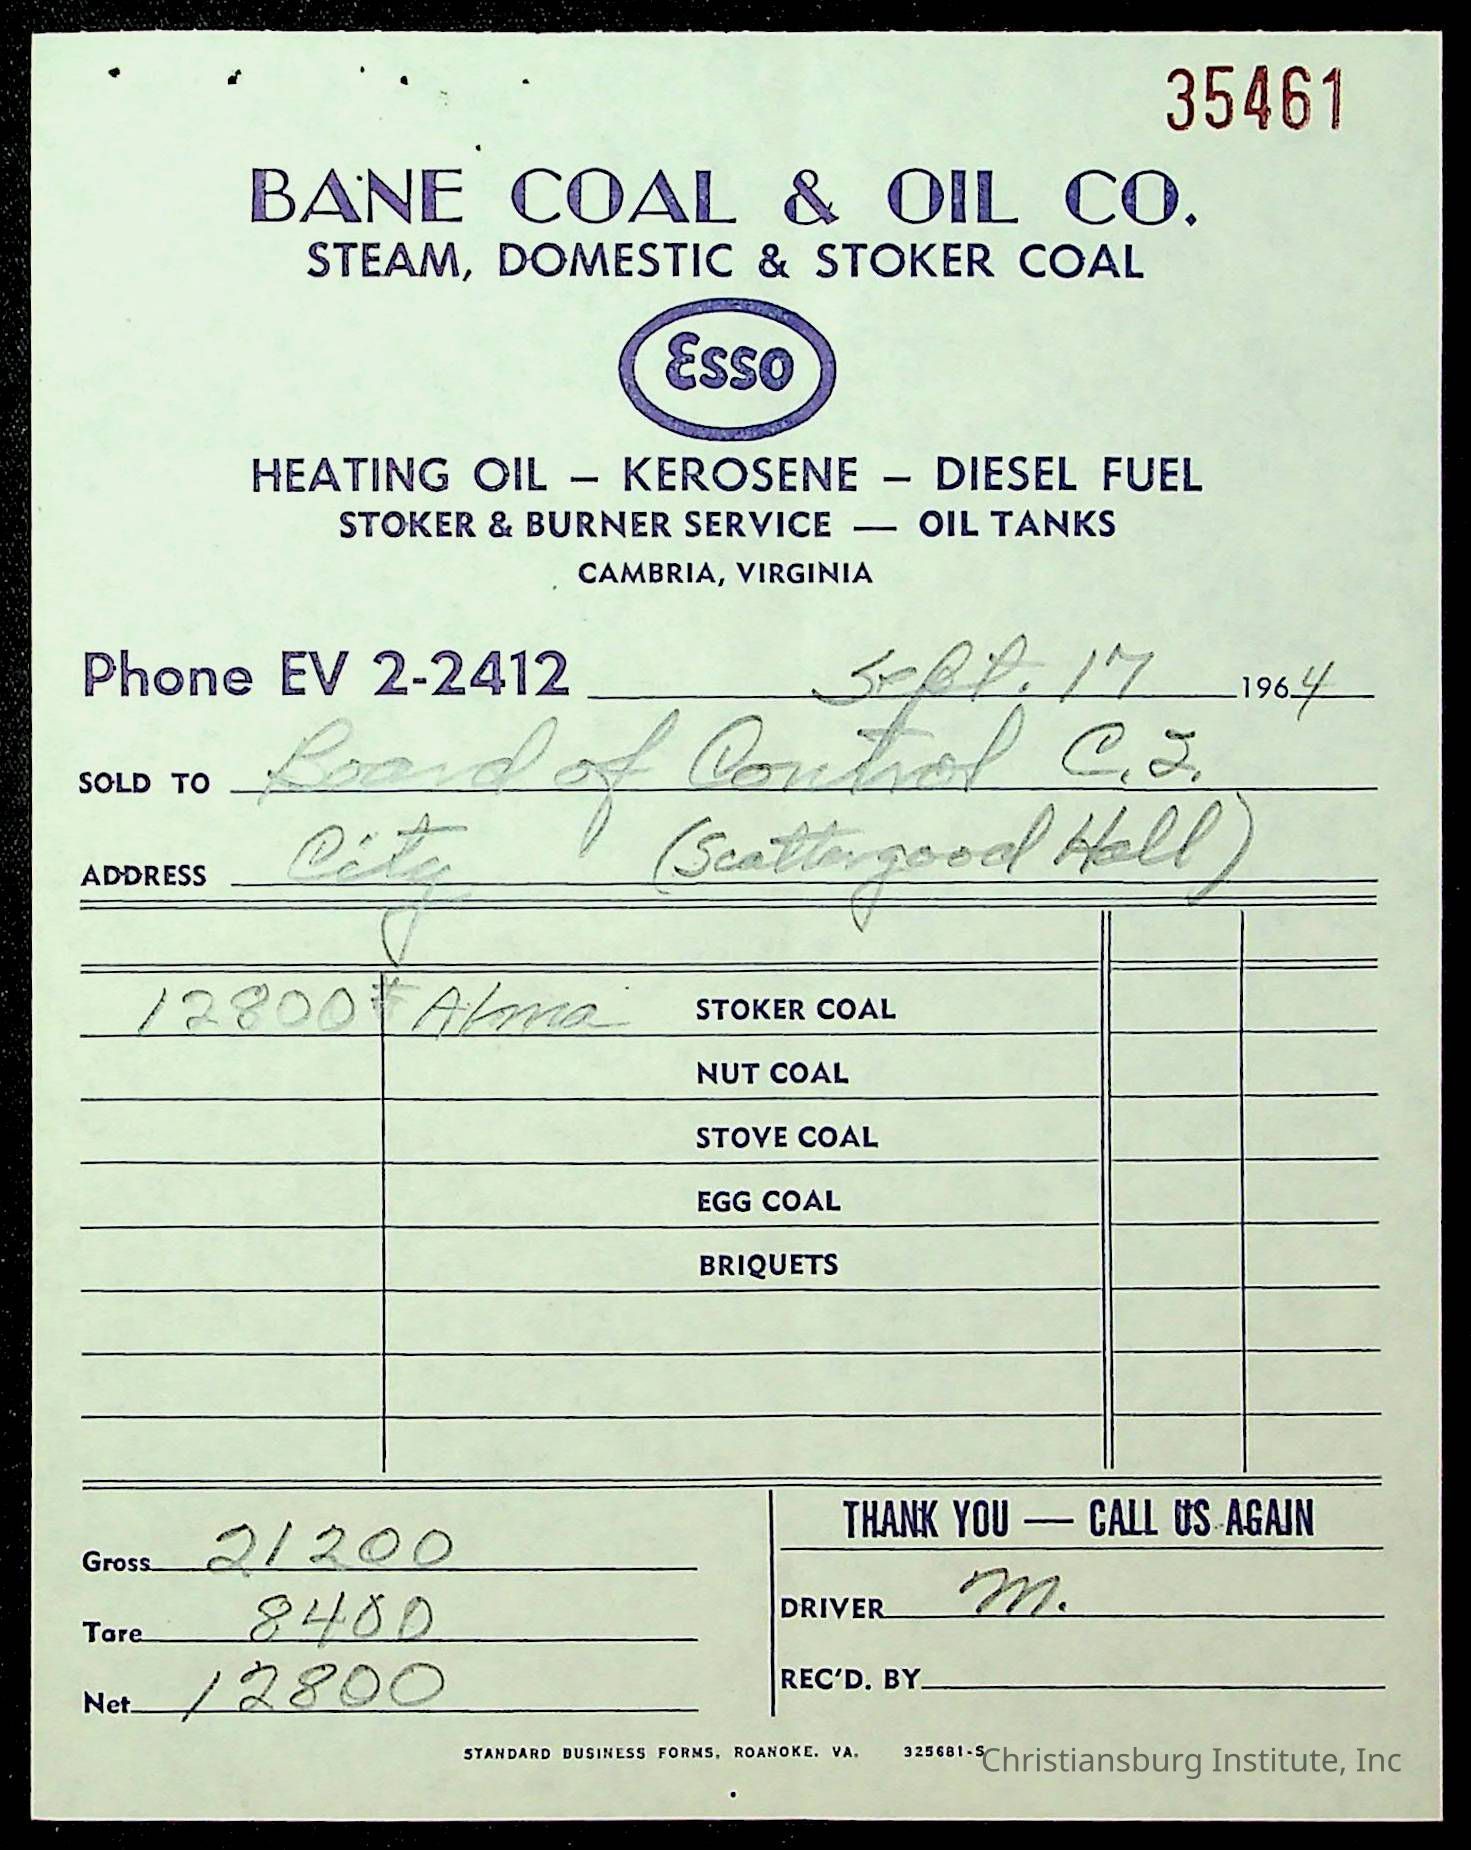 35461
BANE COAL & OIL CO.
STEAM, DOMESTIC & STOKER COAL
Esso
HEATING OIL — KEROSENE — DIESEL FUEL
STOKER & BURNER SERVICE — OIL TANKS
CAMBRIA, VIRGINIA
Phone EV 2-2412 Sept. 17 1964
SOLD TO Board of Control C. I.
ADDRESS City (Scattergood Hall)
12800# Alma STOKER COAL
NUT COAL
STOVE COAL
EGG COAL
BRIQUETS
THANK YOU — CALL US AGAIN
Gross 21200
Tare 8400
Net 12800
DRIVER M.
REC'D. BY
STANDARD BUSINESS FORMS, ROANOKE, VA. 325681-S
Christiansburg Institute, Inc